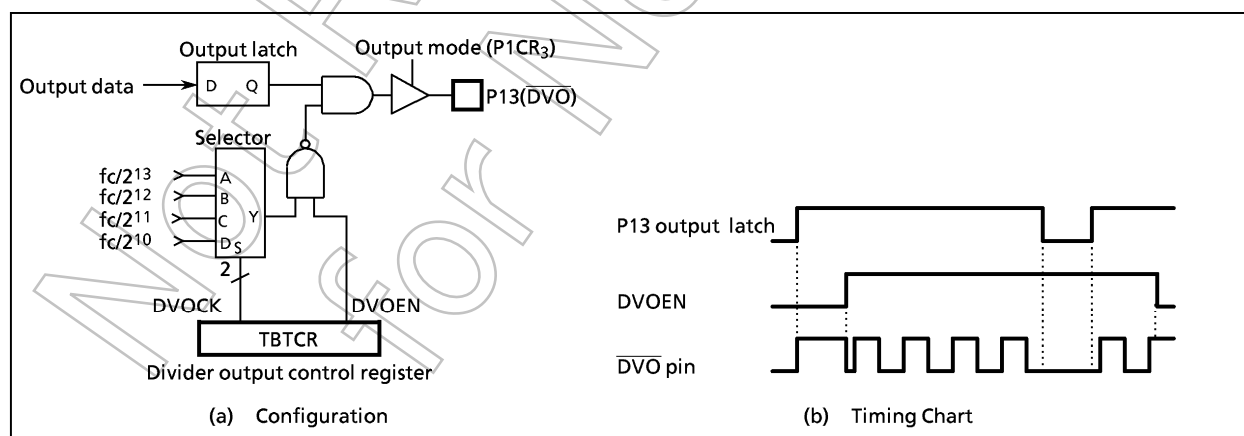 Output latch
Output mode (P1CR3)
Output data
D Q
P13(DVO)
Selector
fc/2^13 A
fc/2^12 B
fc/2^11 C Y
fc/2^10 D S
2
DVOCK DVOEN
TBTCR
Divider output control register
(a) Configuration
P13 output latch
DVOEN
DVO pin
(b) Timing Chart